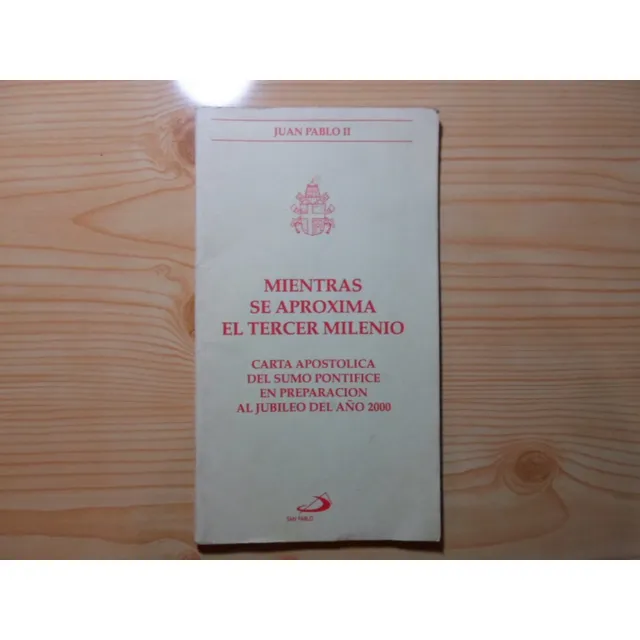 JUAN PABLO II
MIENTRAS
SE APROXIMA
EL TERCER MILENIO
CARTA APOSTOLICA
DEL SUMO PONTIFICE
EN PREPARACION
AL JUBILEO DEL AÑO 2000
SAN PABLO